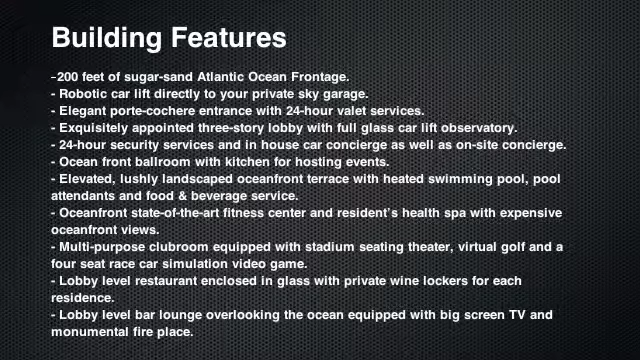 Building Features
-200 feet of sugar-sand Atlantic Ocean Frontage.
- Robotic car lift directly to your private sky garage.
- Elegant porte-cochere entrance with 24-hour valet services.
- Exquisitely appointed three-story lobby with full glass car lift observatory.
- 24-hour security services and in house car concierge as well as on-site concierge.
- Ocean front ballroom with kitchen for hosting events.
- Elevated, lushly landscaped oceanfront terrace with heated swimming pool, pool
attendants and food & beverage service.
- Oceanfront state-of-the-art fitness center and resident's health spa with expensive
oceanfront views.
- Multi-purpose clubroom equipped with stadium seating theater, virtual golf and a
four seat race car simulation video game.
- Lobby level restaurant enclosed in glass with private wine lockers for each
residence.
- Lobby level bar lounge overlooking the ocean equipped with big screen TV and
monumental fire place.